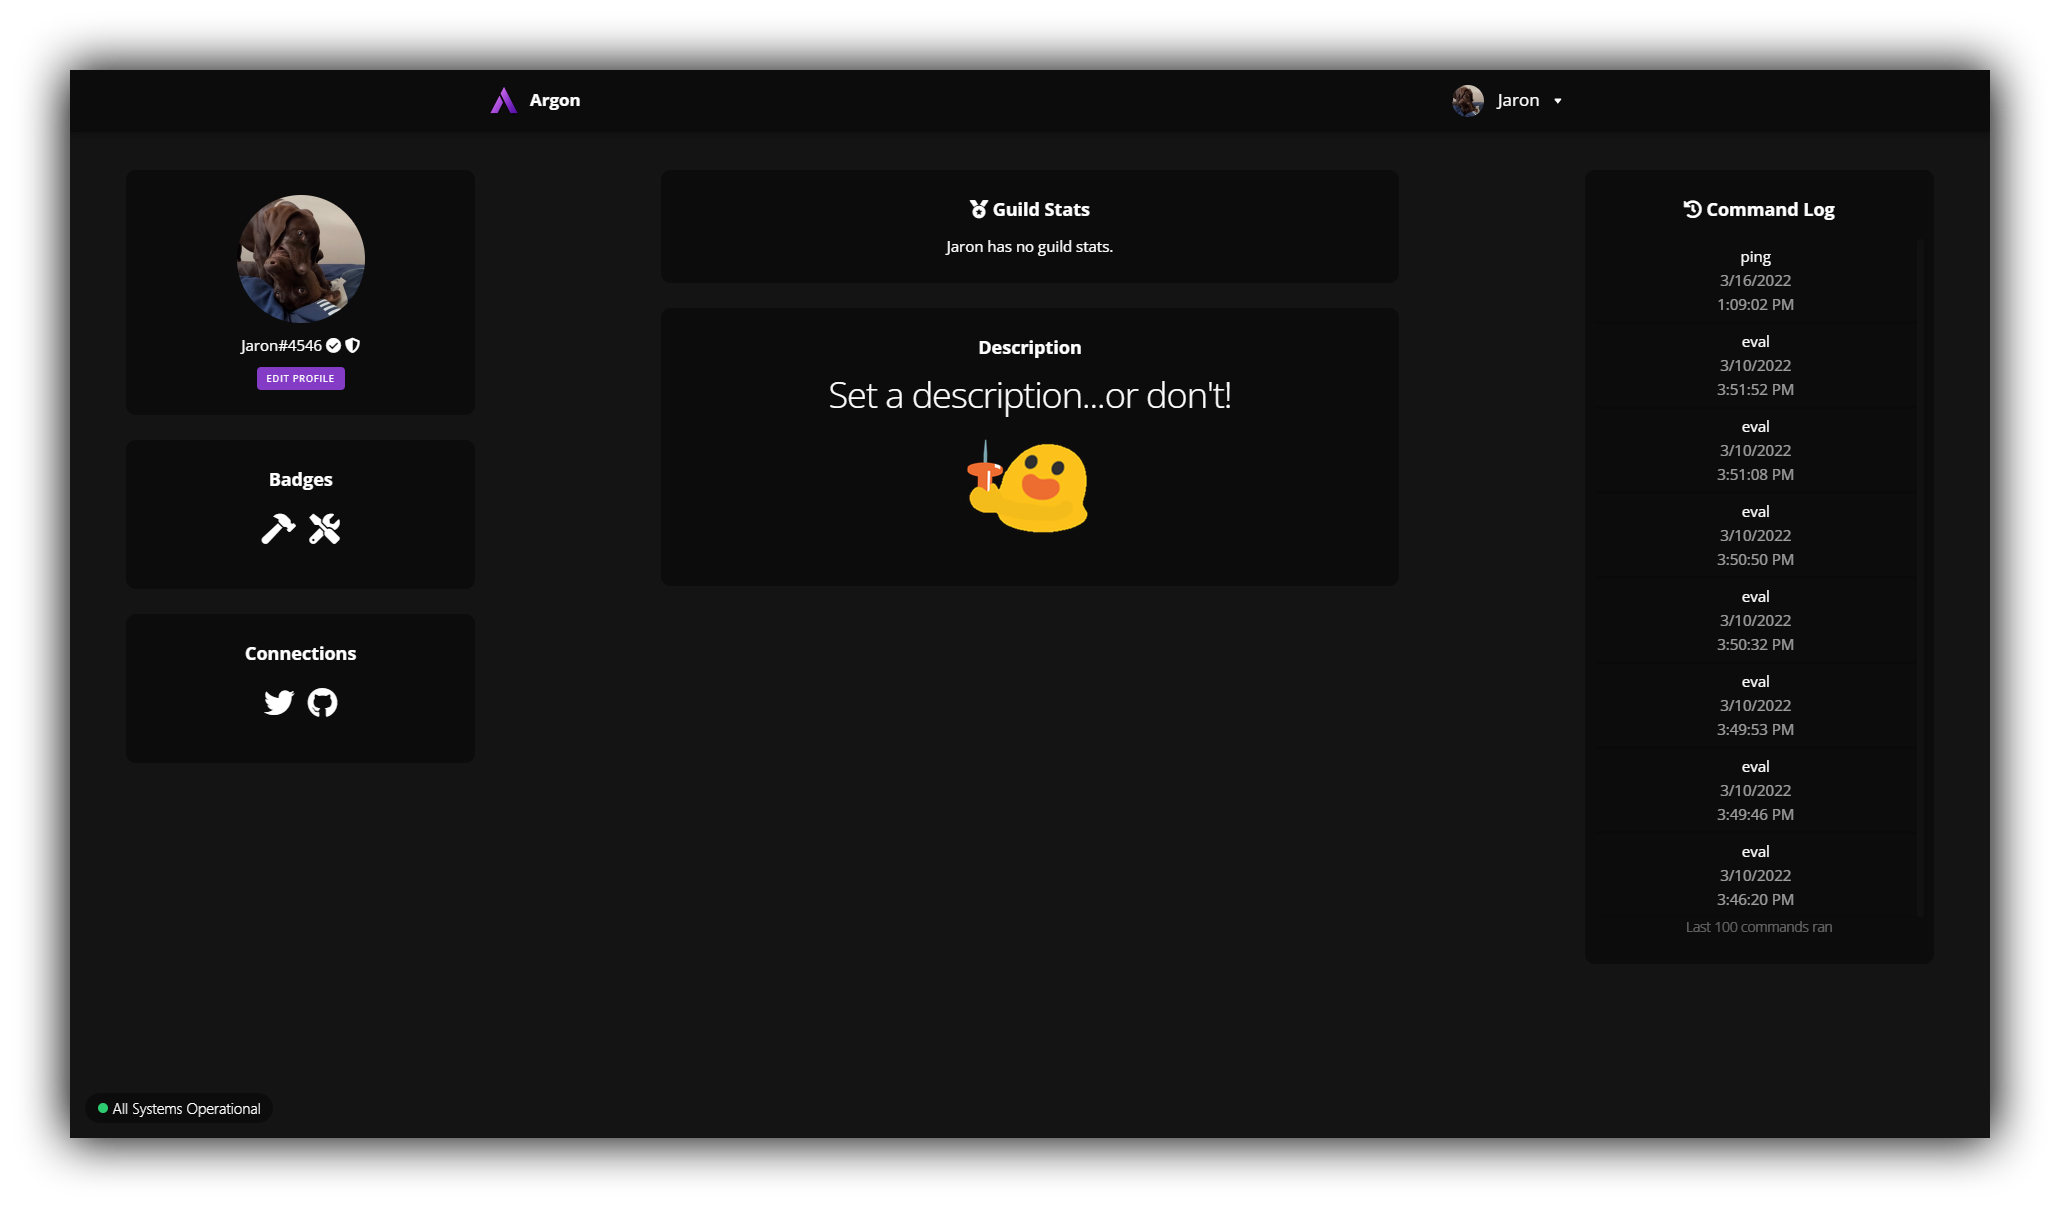 Argon
Jaron
Jaron#4546
EDIT PROFILE
Badges
Connections
Guild Stats
Jaron has no guild stats.
Description
Set a description...or don't!
Command Log
ping
3/16/2022
1:09:02 PM
eval
3/10/2022
3:51:52 PM
eval
3/10/2022
3:51:08 PM
eval
3/10/2022
3:50:50 PM
eval
3/10/2022
3:50:32 PM
eval
3/10/2022
3:49:53 PM
eval
3/10/2022
3:49:46 PM
eval
3/10/2022
3:46:20 PM
Last 100 commands ran
All Systems Operational